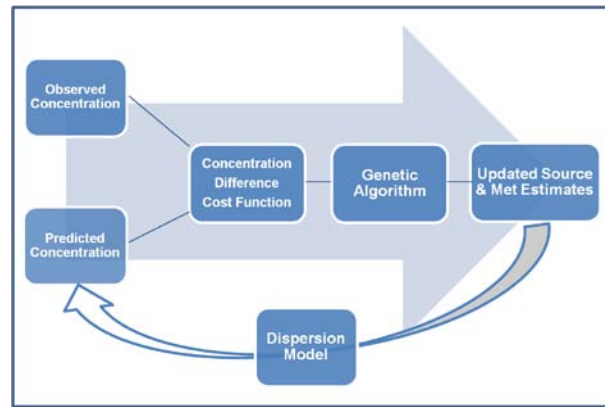 Observed
Concentration
Predicted
Concentration
Concentration
Difference
Cost Function
Genetic
Algorithm
Updated Source
& Met Estimates
Dispersion
Model